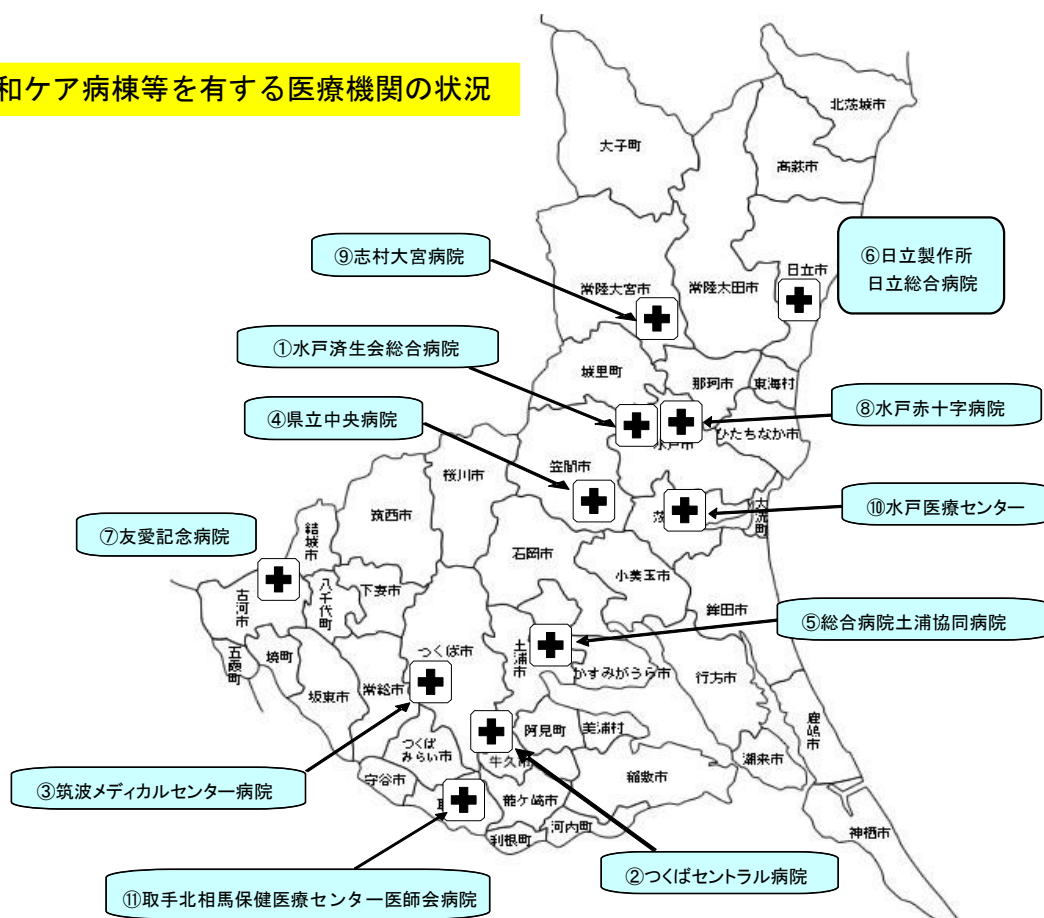 和ケア病棟等を有する医療機関の状況
北茨城市
大子町
高萩市
⑨志村大宮病院
日立市
⑥日立製作所
日立総合病院
常陸大宮市
常陸太田市
①水戸済生会総合病院
城里町
那珂市
東海村
④県立中央病院
⑧水戸赤十字病院
水戸市
ひたちなか市
笠間市
桜川市
筑西市
茨
大洗町
⑩水戸医療センター
⑦友愛記念病院
結城市
石岡市
小美玉市
古河市
八千代町
下妻市
鉾田市
⑤総合病院土浦協同病院
五霞町
境町
つくば市
土浦市
かすみがうら市
行方市
坂東市
常総市
鹿嶋市
阿見町
美浦村
つくば
みらい市
牛久市
潮来市
③筑波メディカルセンター病院
守谷市
稲敷市
龍ケ崎市
河内町
利根町
神栖市
②つくばセントラル病院
⑪取手北相馬保健医療センター医師会病院